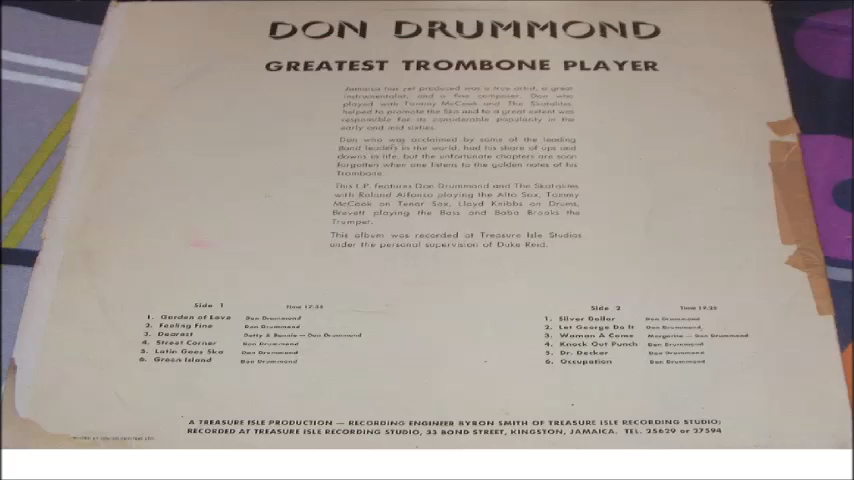 DON DRUMMOND
GREATEST TROMBONE PLAYER
Jamaica has yet produced was a true artist, a great
instrumentalist, and a fine composer. Don who
played with Tommy McCook and The Skatalites,
helped to promote the Ska and to a great extent was
responsible for its considerable popularity in the
early and mid sixties.
Don who was acclaimed by some of the leading
Band leaders in the world, had his share of ups and
downs in life, but the unfortunate chapters are soon
forgotten when one listens to the golden notes of his
Trombone.
This L.P. features Don Drummond and The Skatalites
with Roland Alfonso playing the Alto Sax, Tommy
McCook on Tenor Sax, Lloyd Knibbs on Drums,
Brevett playing the Bass and Baba Brooks the
Trumpet.
This album was recorded at Treasure Isle Studios
under the personal supervision of Duke Reid.
Side 1 Time 17:35
1. Garden of Love Don Drummond
2. Feeling Fine Don Drummond
3. Dearest Don Drummond
4. Street Corner Don Drummond
5. Latin Goes Ska Don Drummond
6. Green Island Don Drummond
Side 2 Time 19:25
1. Silver Dollar Don Drummond
2. Let George Do It Don Drummond
3. Woman A Come Margarita — Don Drummond
4. Knock Out Punch Don Drummond
5. Dr. Decker Don Drummond
6. Occupation Don Drummond
A TREASURE ISLE PRODUCTION — RECORDING ENGINEER BYRON SMITH OF TREASURE ISLE RECORDING STUDIO;
RECORDED AT TREASURE ISLE RECORDING STUDIO, 33 BOND STREET, KINGSTON, JAMAICA. TEL. 25629 or 27594